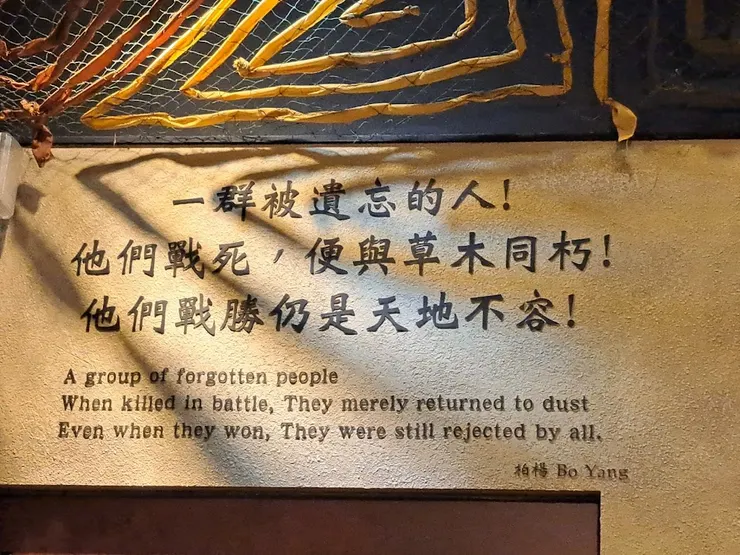 一群被遺忘的人!
他們戰死，便與草木同朽!
他們戰勝仍是天地不容!
A group of forgotten people
When killed in battle, They merely returned to dust
Even when they won, They were still rejected by all.
柏楊 Bo Yang